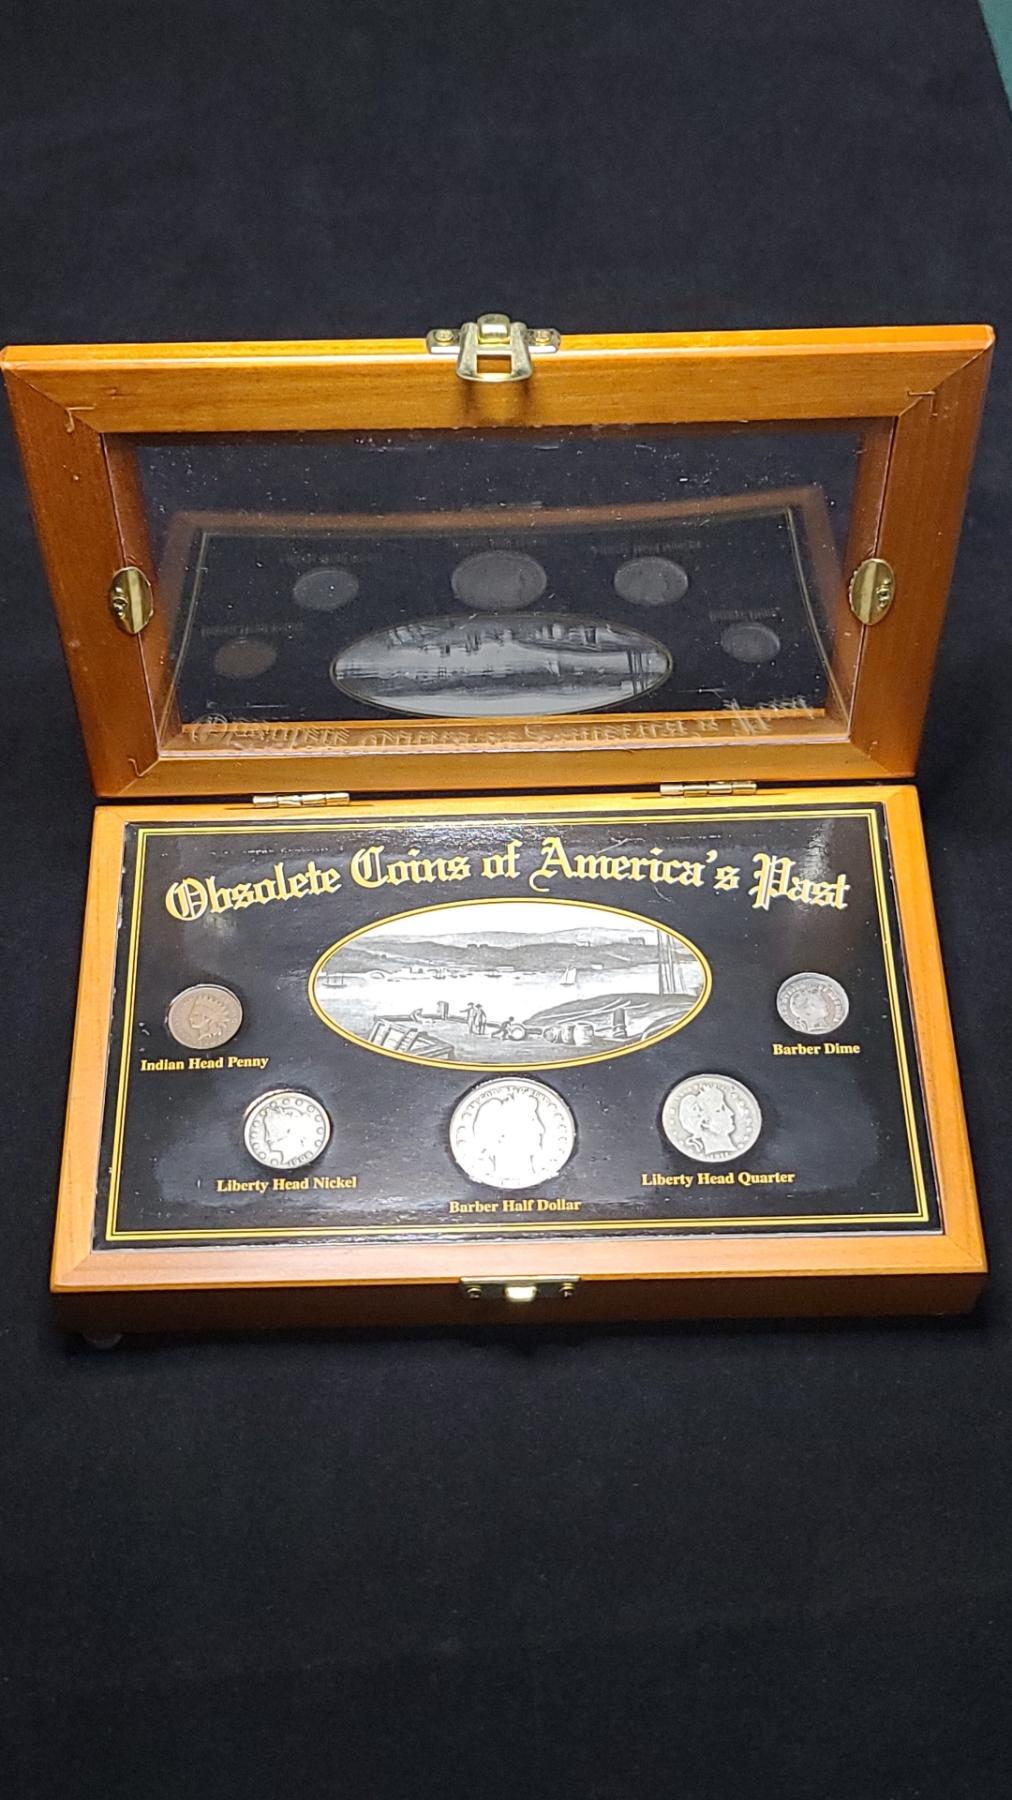 Obsolete Coins of America's Past
Indian Head Penny
Barber Dime
Liberty Head Nickel
Barber Half Dollar
Liberty Head Quarter